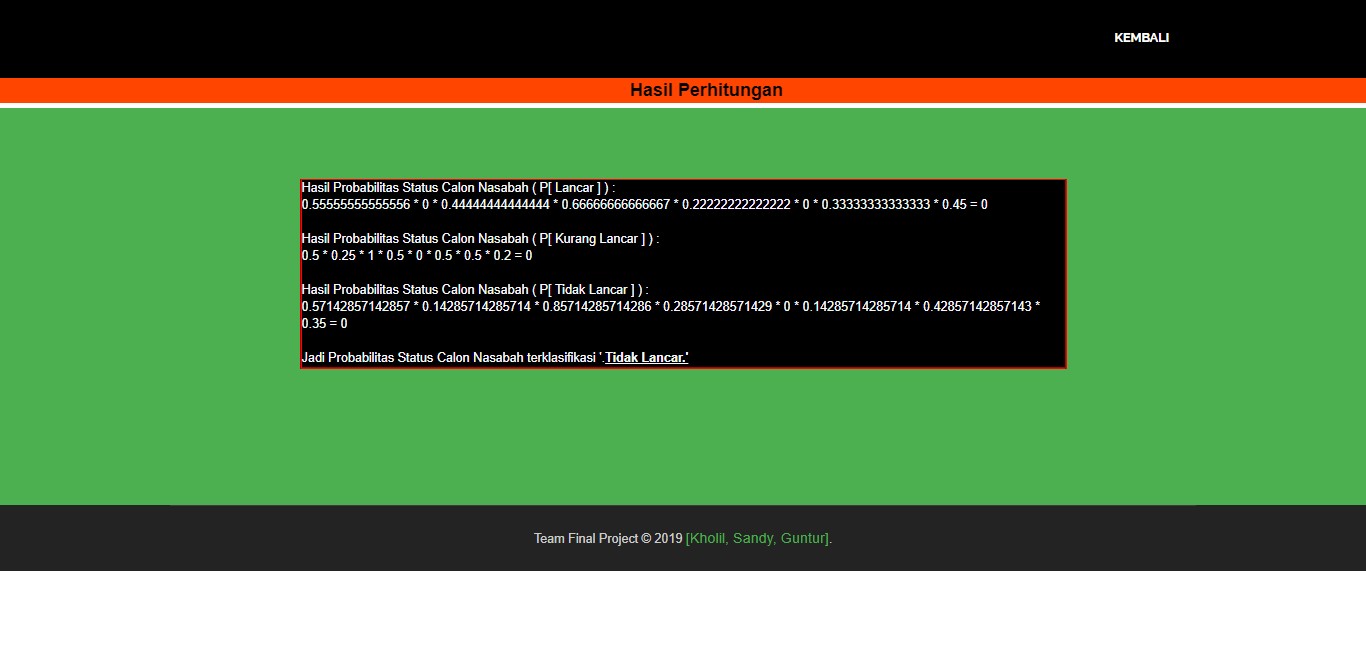 KEMBALI
Hasil Perhitungan
Hasil Probabilitas Status Calon Nasabah ( P[ Lancar ] ) :
0.55555555555556 * 0 * 0.44444444444444 * 0.66666666666667 * 0.22222222222222 * 0 * 0.33333333333333 * 0.45 = 0
Hasil Probabilitas Status Calon Nasabah ( P[ Kurang Lancar ] ) :
0.5 * 0.25 * 1 * 0.5 * 0 * 0.5 * 0.5 * 0.2 = 0
Hasil Probabilitas Status Calon Nasabah ( P[ Tidak Lancar ] ) :
0.57142857142857 * 0.14285714285714 * 0.85714285714286 * 0.28571428571429 * 0 * 0.14285714285714 * 0.42857142857143 *
0.35 = 0
Jadi Probabilitas Status Calon Nasabah terklasifikasi '.Tidak Lancar.'
Team Final Project © 2019 [Kholil, Sandy, Guntur].